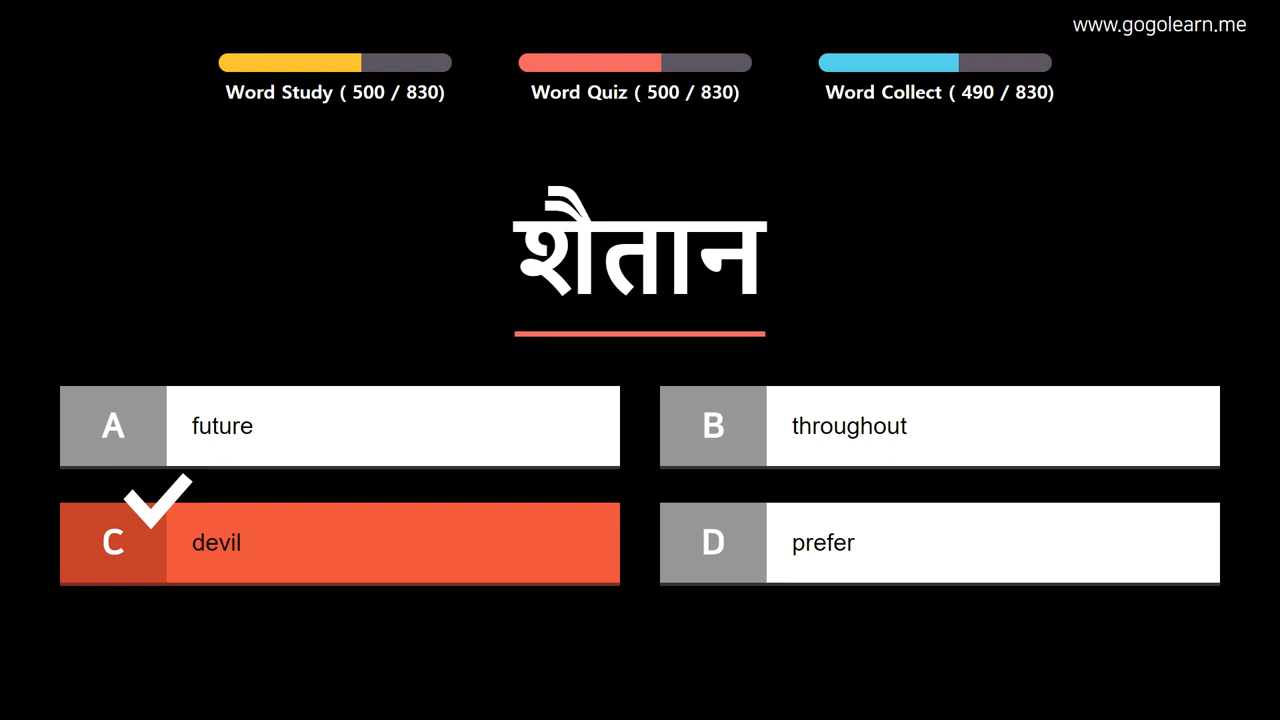 www.gogolearn.me
Word Study ( 500 / 830)
Word Quiz ( 500 / 830)
Word Collect ( 490 / 830)
शैतान
A future
B throughout
C devil
D prefer